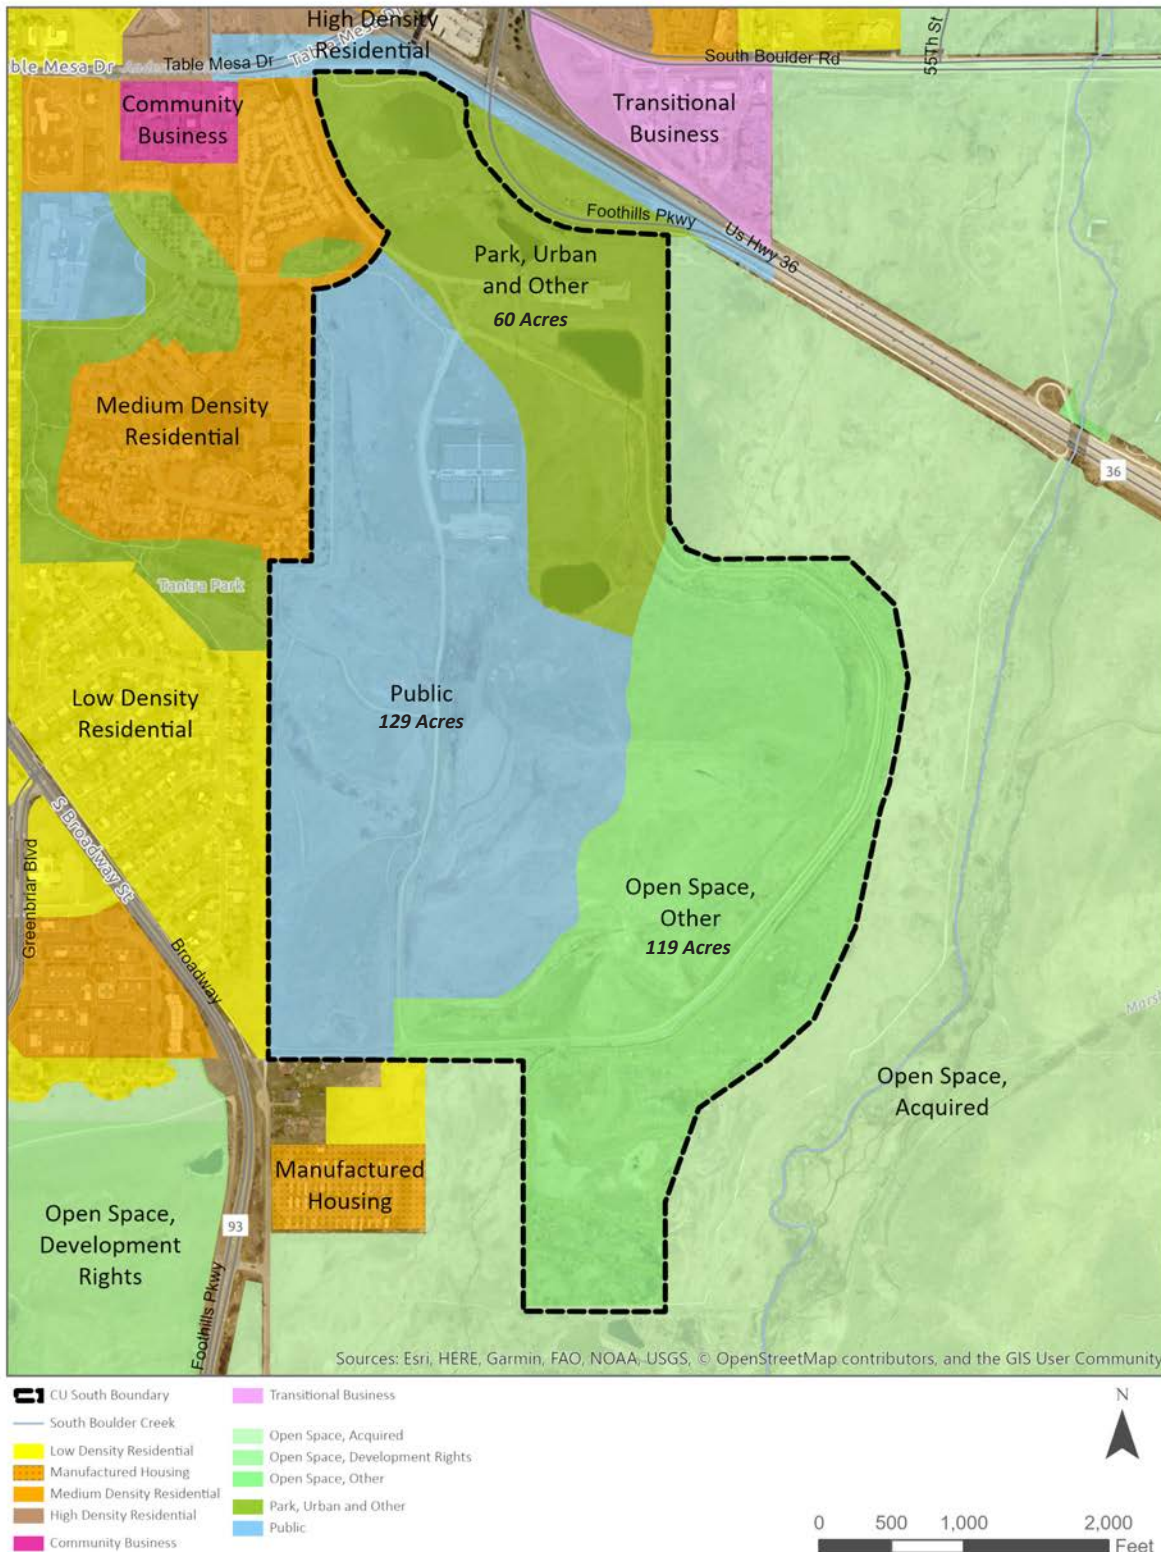 High Density
Residential
Table Mesa Dr
ble Mesa Dr
Table Mesa Dr
South Boulder Rd
55Th St
Community
Business
Transitional
Business
Foothills Pkwy
Us Hwy 36
Park, Urban
and Other
60 Acres
Medium Density
Residential
36
Tantra Park
Low Density
Residential
Public
129 Acres
S Broadway St
Greenbriar Blvd
Broadway
Open Space,
Other
119 Acres
Open Space,
Acquired
Manufactured
Housing
Open Space,
Development
Rights
93
Foothills Pkwy
Sources: Esri, HERE, Garmin, FAO, NOAA, USGS, © OpenStreetMap contributors, and the GIS User Community
CU South Boundary
South Boulder Creek
Low Density Residential
Manufactured Housing
Medium Density Residential
High Density Residential
Community Business
Transitional Business
Open Space, Acquired
Open Space, Development Rights
Open Space, Other
Park, Urban and Other
Public
N
0 500 1,000 2,000
Feet